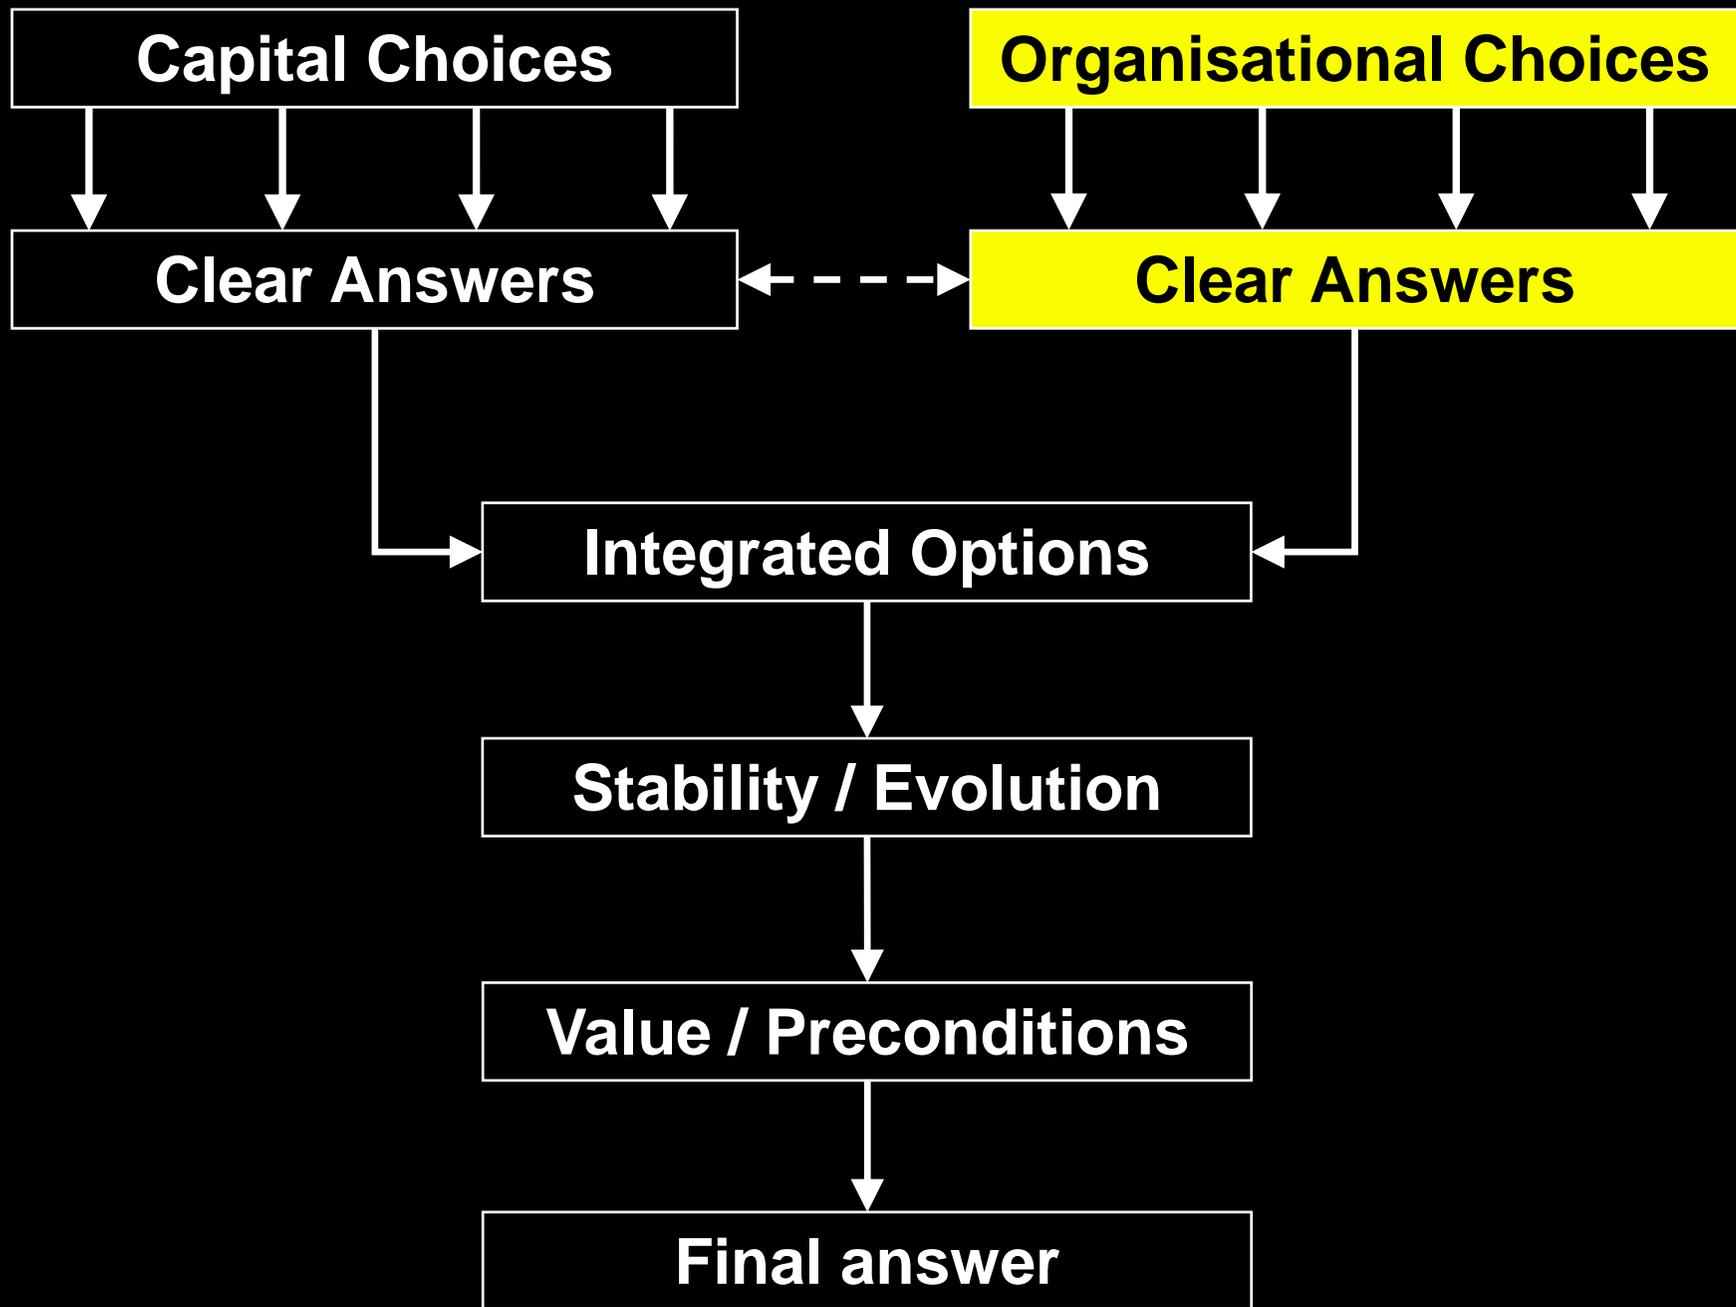 Capital Choices
Organisational Choices
Clear Answers
Clear Answers
Integrated Options
Stability / Evolution
Value / Preconditions
Final answer